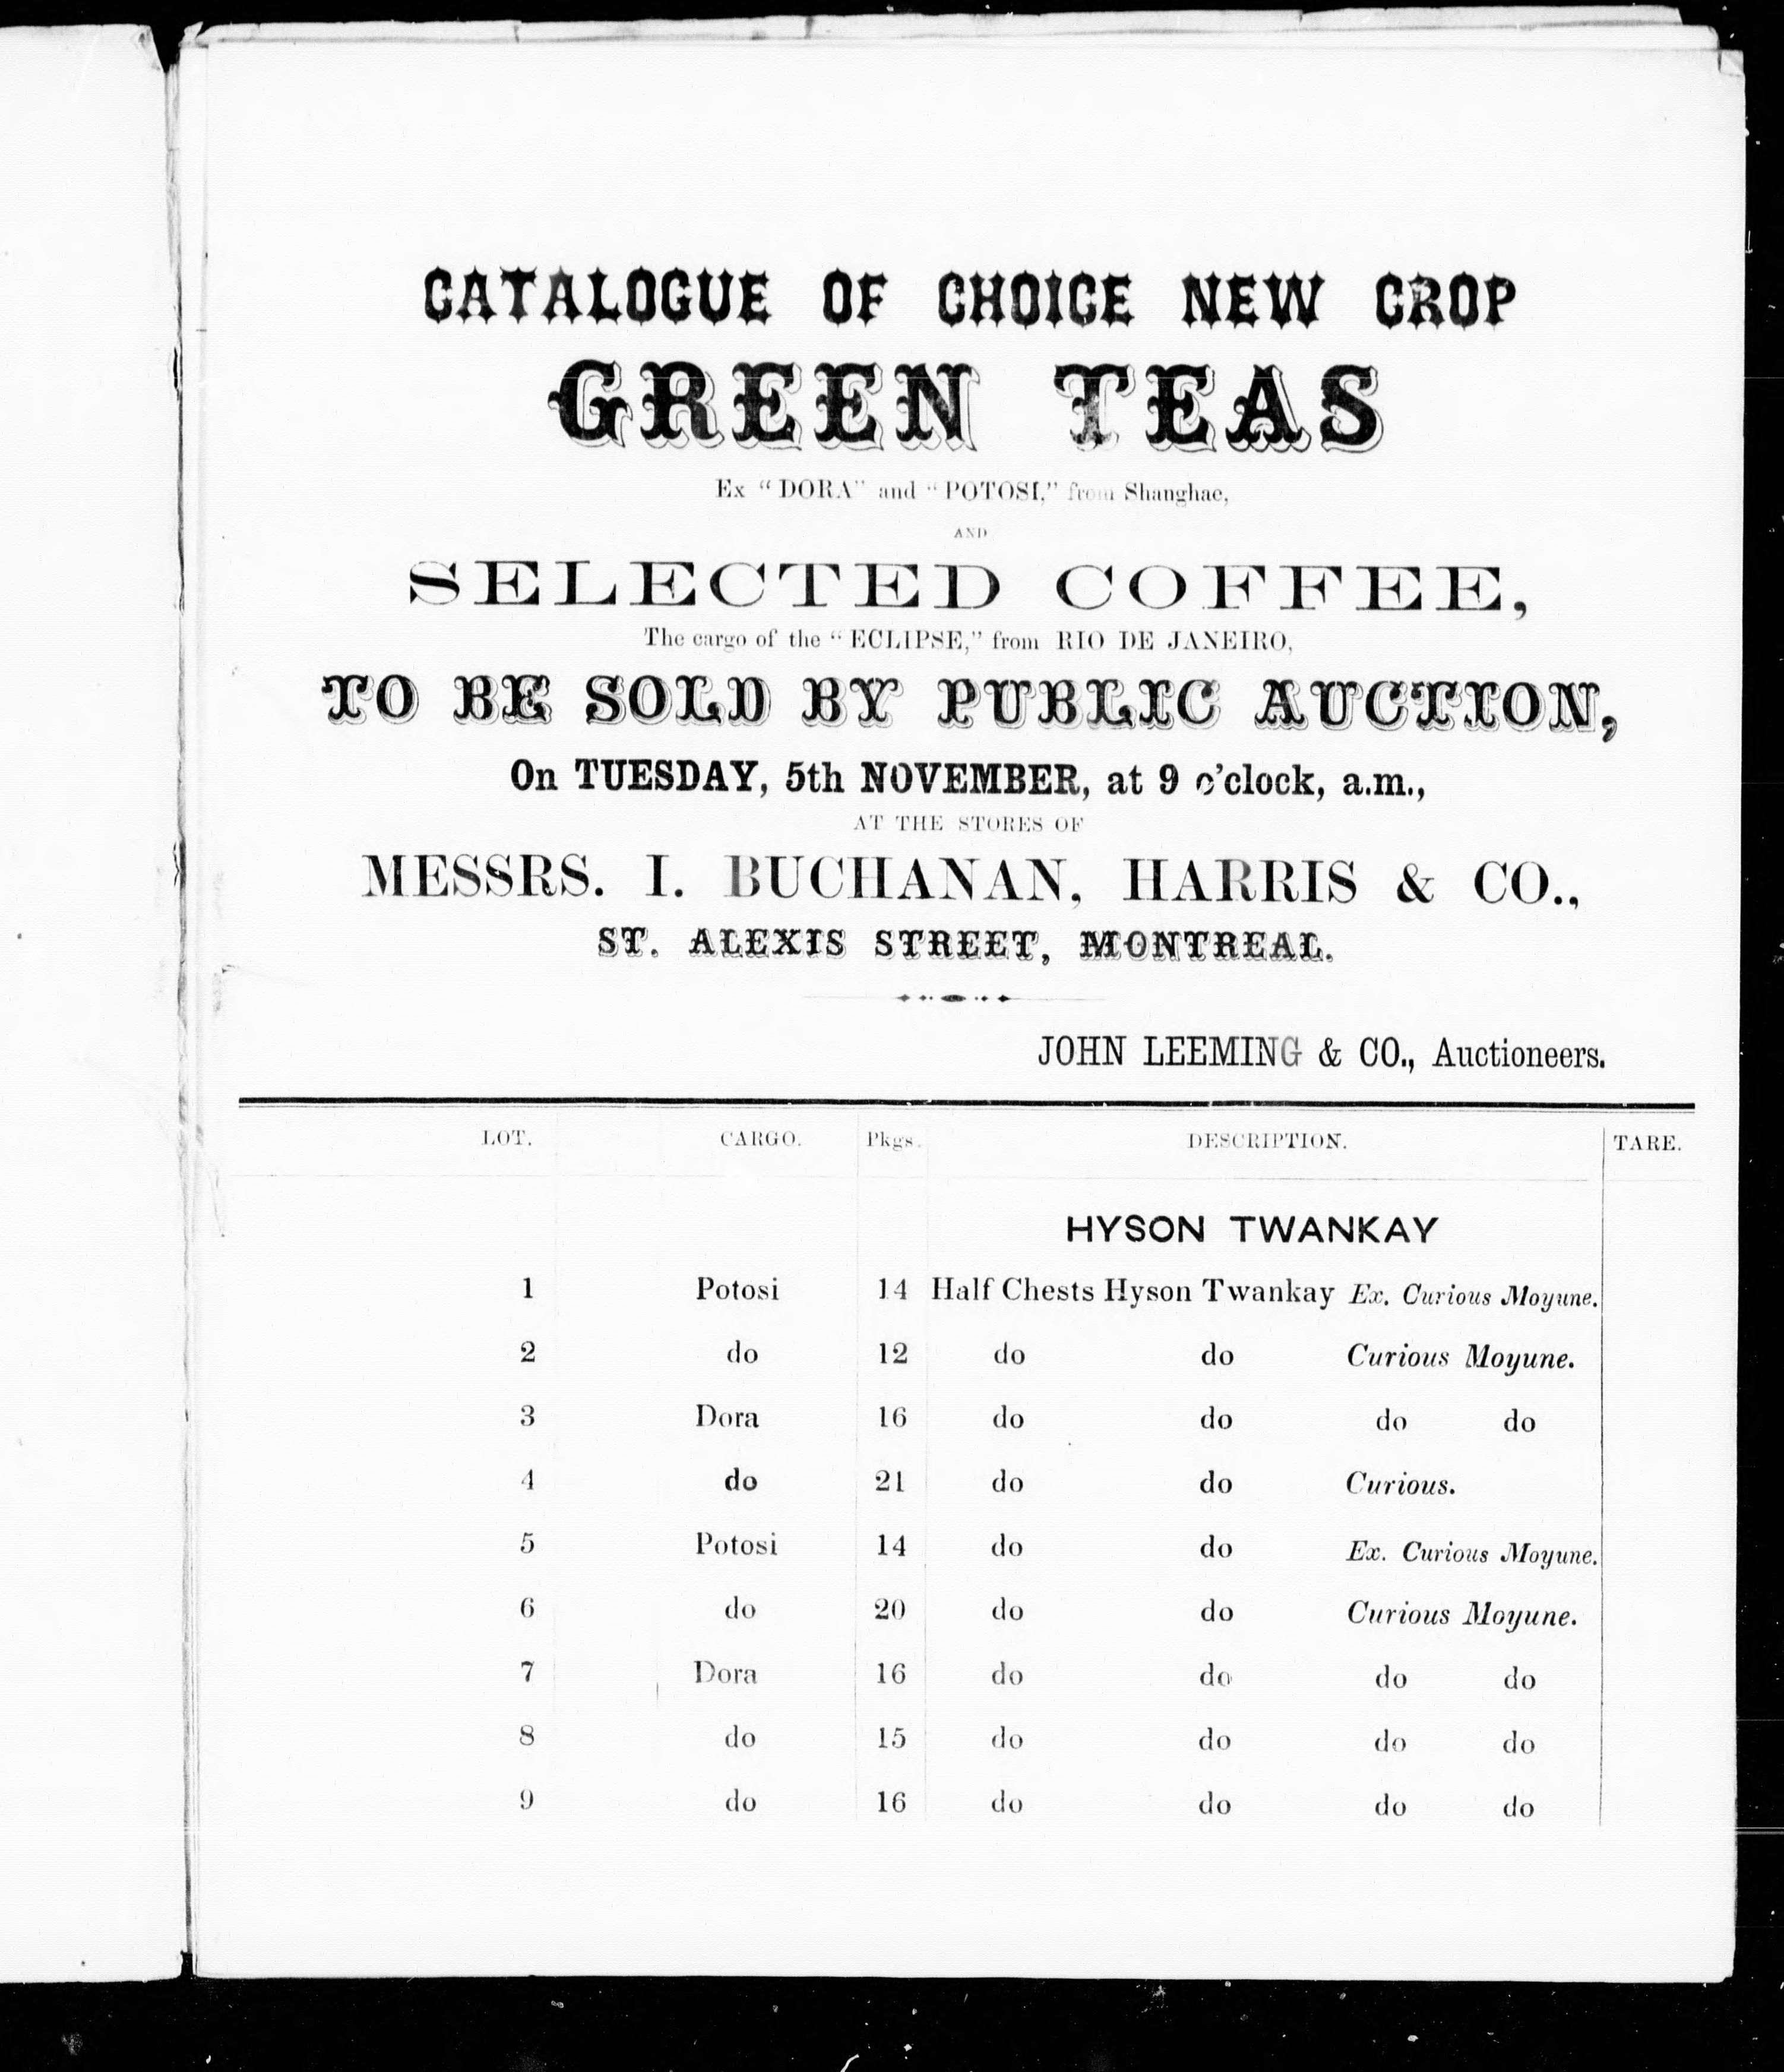 CATALOGUE OF CHOICE NEW CROP
GREEN TEAS
Ex "DORA" and "POTOSI," from Shanghae,
AND
SELECTED COFFEE,
The cargo of the "ECLIPSE," from RIO DE JANEIRO,
TO BE SOLD BY PUBLIC AUCTION,
On TUESDAY, 5th NOVEMBER, at 9 o'clock, a.m.,
AT THE STORES OF
MESSRS. I. BUCHANAN, HARRIS & CO.,
ST. ALEXIS STREET, MONTREAL.
JOHN LEEMING & CO., Auctioneers.
LOT. CARGO. Pkgs. DESCRIPTION. TARE.
HYSON TWANKAY
1 Potosi 14 Half Chests Hyson Twankay Ex. Curious Moyune.
2 do 12 do do Curious Moyune.
3 Dora 16 do do do do
4 do 21 do do Curious.
5 Potosi 14 do do Ex. Curious Moyune.
6 do 20 do do Curious Moyune.
7 Dora 16 do do do do
8 do 15 do do do do
9 do 16 do do do do